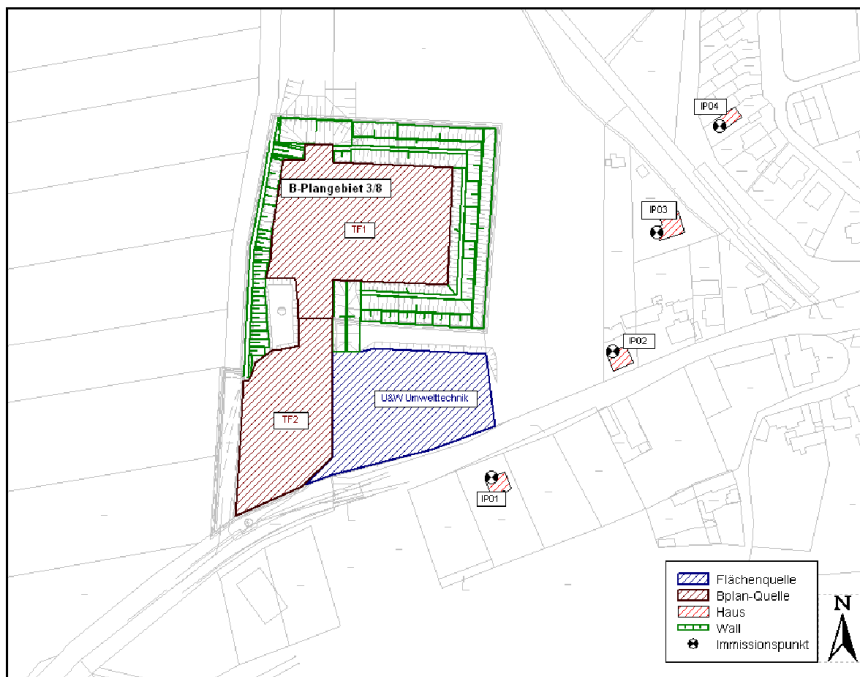 IP04
B-Plangebiet 3/8
IP03
TF1
IP02
U&W Umwelttechnik
TF2
IP01
Flächenquelle
Bplan-Quelle
Haus
Wall
Immissionspunkt
N